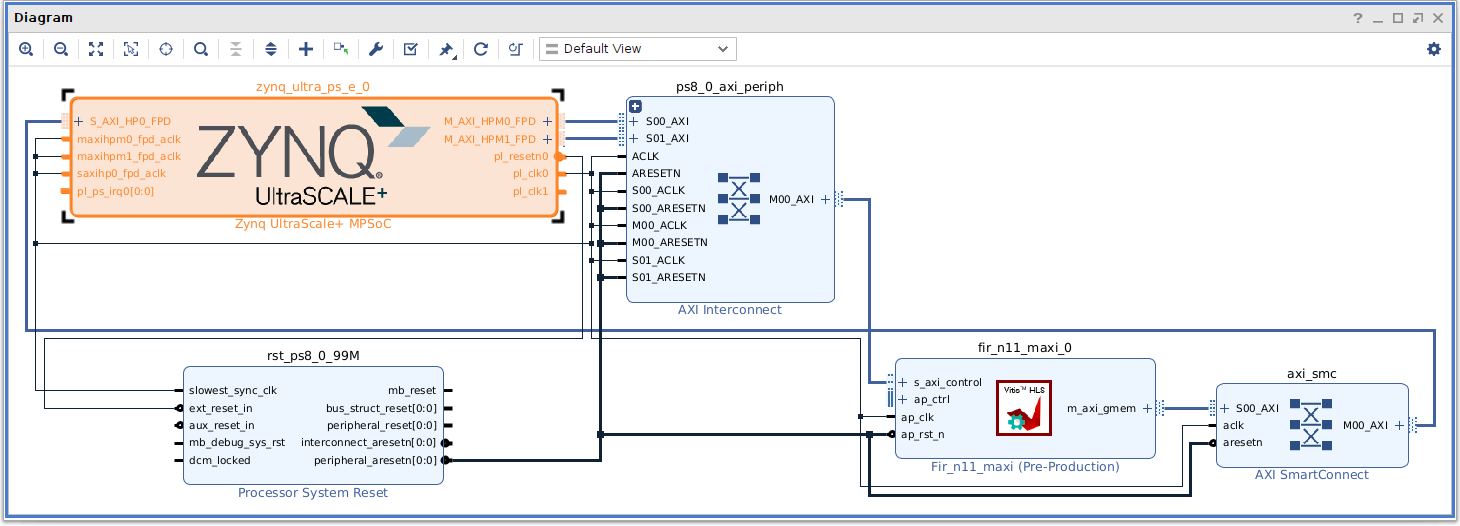 Diagram
Default View
zynq_ultra_ps_e_0
S_AXI_HP0_FPD
maxihpm0_fpd_aclk
maxihpm1_fpd_aclk
saxihp0_fpd_aclk
pl_ps_irq0[0:0]
ZYNQ
UltraSCALE+
M_AXI_HPM0_FPD
M_AXI_HPM1_FPD
pl_resetn0
pl_clk0
pl_clk1
Zynq UltraScale+ MPSoC
ps8_0_axi_periph
S00_AXI
S01_AXI
ACLK
ARESETN
S00_ACLK
S00_ARESETN
M00_ACLK
M00_ARESETN
S01_ACLK
S01_ARESETN
M00_AXI
AXI Interconnect
rst_ps8_0_99M
slowest_sync_clk
ext_reset_in
aux_reset_in
mb_debug_sys_rst
dcm_locked
mb_reset
bus_struct_reset[0:0]
peripheral_reset[0:0]
interconnect_aresetn[0:0]
peripheral_aresetn[0:0]
Processor System Reset
fir_n11_maxi_0
s_axi_control
ap_ctrl
ap_clk
ap_rst_n
Vitis™ HLS
m_axi_gmem
Fir_n11_maxi (Pre-Production)
axi_smc
S00_AXI
aclk
aresetn
M00_AXI
AXI SmartConnect